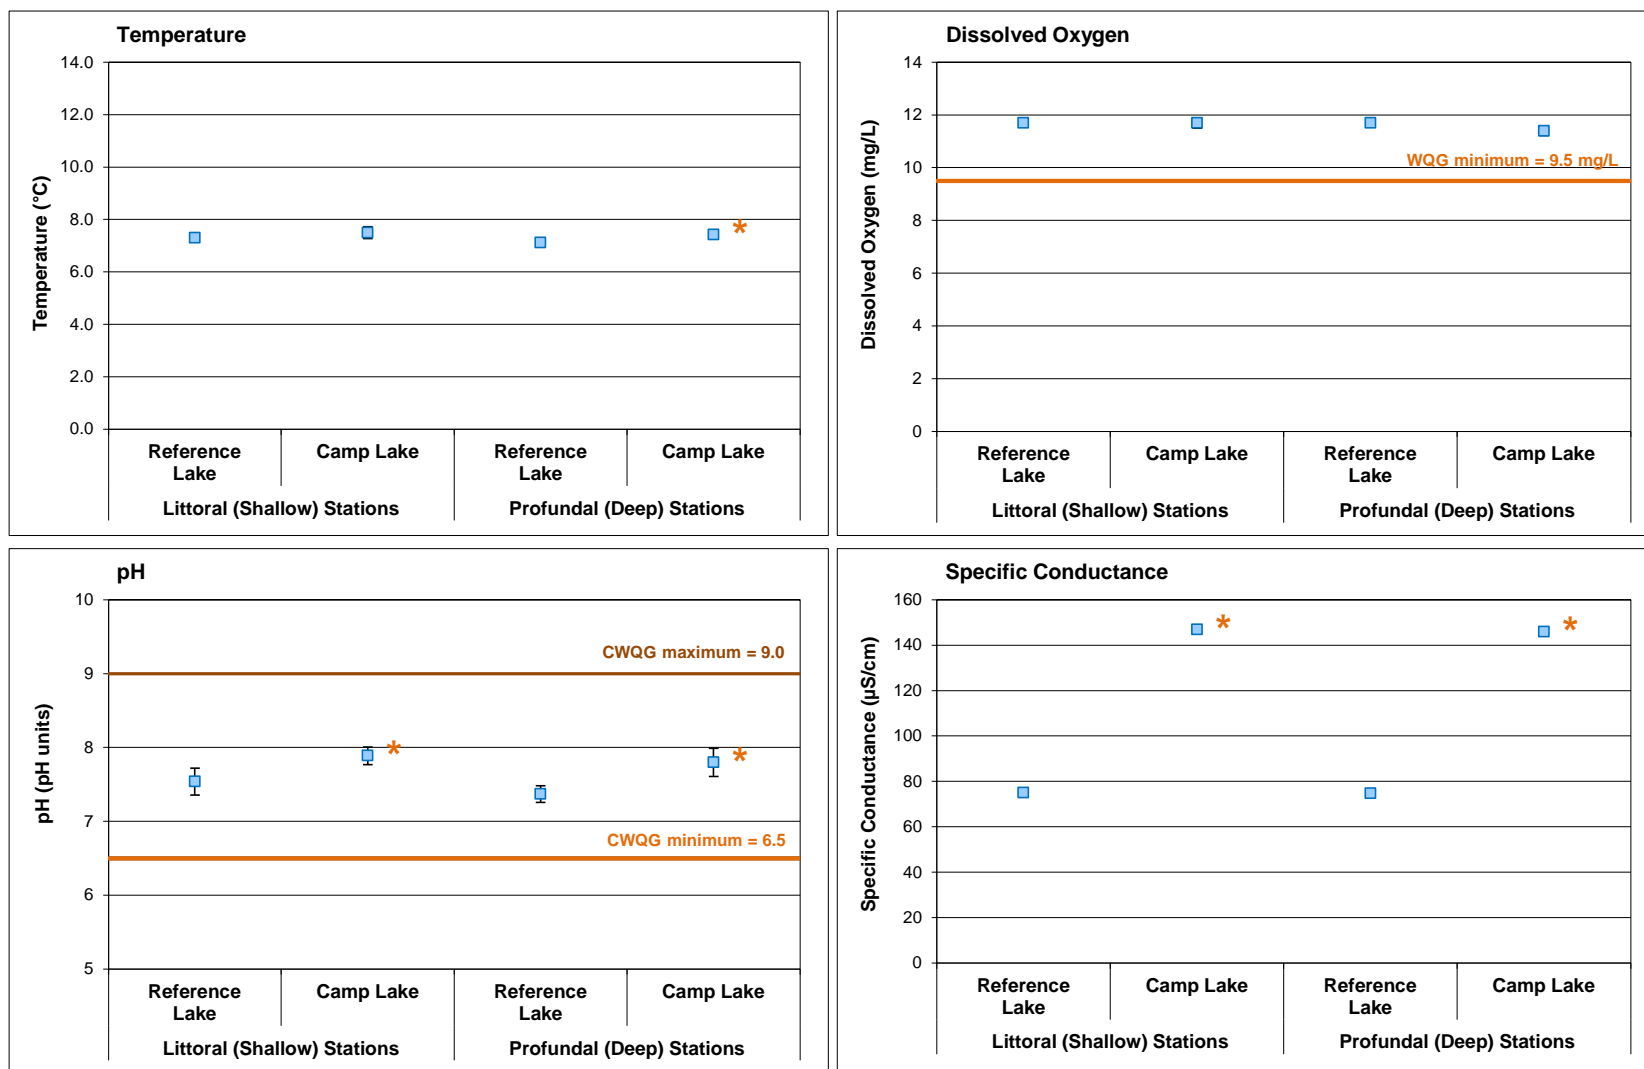 Temperature
14.0
12.0
10.0
8.0
6.0
4.0
2.0
0.0
Temperature (°C)
*
Reference Lake
Camp Lake
Reference Lake
Camp Lake
Littoral (Shallow) Stations
Profundal (Deep) Stations
Dissolved Oxygen
14
12
10
8
6
4
2
0
Dissolved Oxygen (mg/L)
WQG minimum = 9.5 mg/L
Reference Lake
Camp Lake
Reference Lake
Camp Lake
Littoral (Shallow) Stations
Profundal (Deep) Stations
pH
10
9
8
7
6
5
pH (pH units)
CWQG maximum = 9.0
*
*
CWQG minimum = 6.5
Reference Lake
Camp Lake
Reference Lake
Camp Lake
Littoral (Shallow) Stations
Profundal (Deep) Stations
Specific Conductance
160
140
120
100
80
60
40
20
0
Specific Conductance (µS/cm)
*
*
Reference Lake
Camp Lake
Reference Lake
Camp Lake
Littoral (Shallow) Stations
Profundal (Deep) Stations